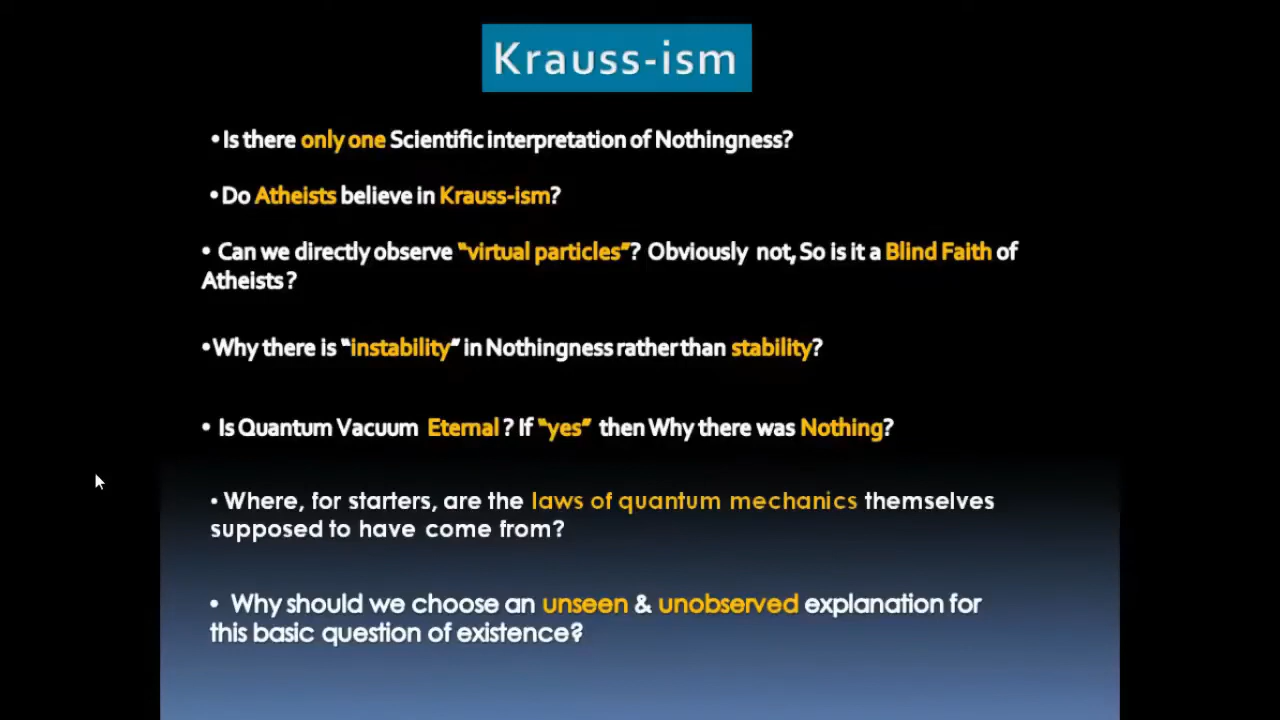 Krauss-ism
•Is there only one Scientific interpretation of Nothingness?
•Do Atheists believe in Krauss-ism?
• Can we directly observe “virtual particles”? Obviously not, So is it a Blind Faith of
Atheists?
•Why there is “instability” in Nothingness rather than stability?
• Is Quantum Vacuum Eternal ? If “yes” then Why there was Nothing?
• Where, for starters, are the laws of quantum mechanics themselves
supposed to have come from?
• Why should we choose an unseen & unobserved explanation for
this basic question of existence?